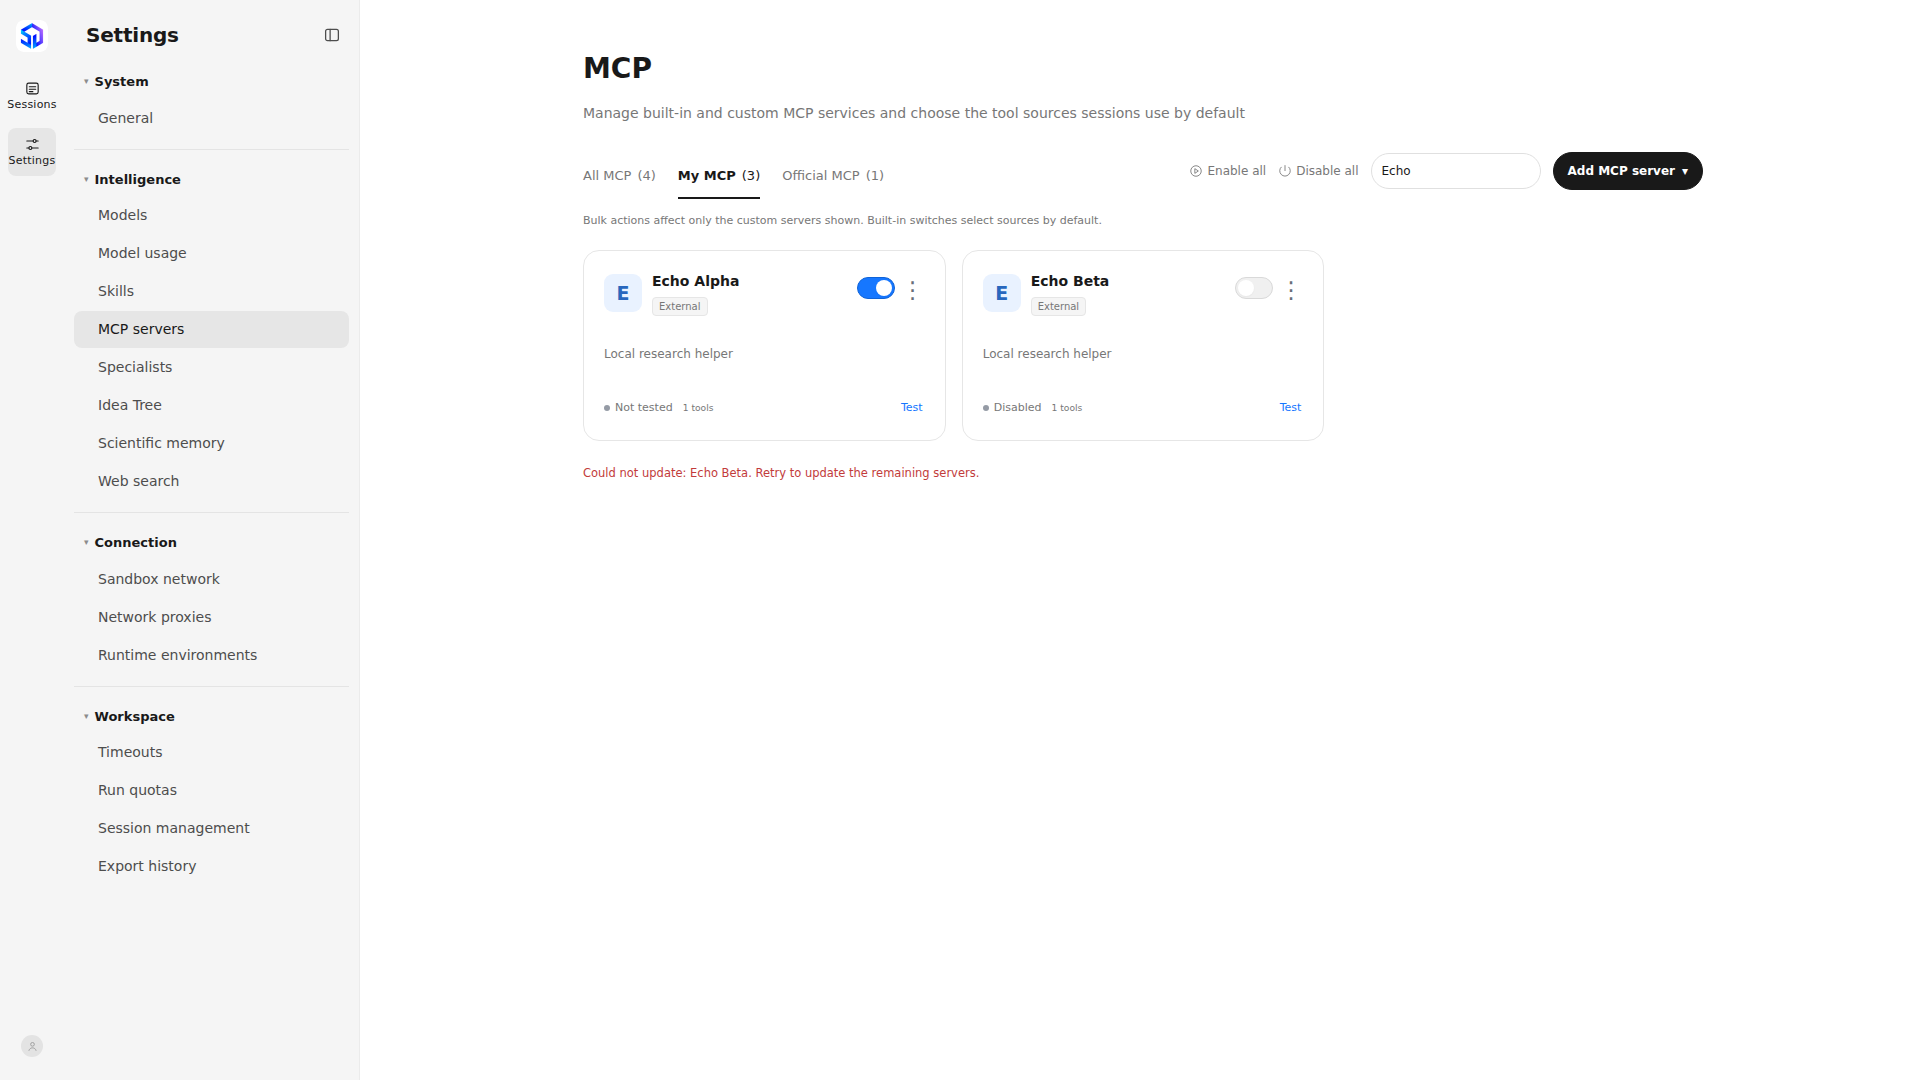 Settings
Sessions
Settings
System
General
Intelligence
Models
Model usage
Skills
MCP servers
Specialists
Idea Tree
Scientific memory
Web search
Connection
Sandbox network
Network proxies
Runtime environments
Workspace
Timeouts
Run quotas
Session management
Export history
MCP
Manage built-in and custom MCP services and choose the tool sources sessions use by default
All MCP (4) My MCP (3) Official MCP (1)
Enable all Disable all Echo Add MCP server ▾
Bulk actions affect only the custom servers shown. Built-in switches select sources by default.
E Echo Alpha
External
Local research helper
Not tested 1 tools Test
E Echo Beta
External
Local research helper
Disabled 1 tools Test
Could not update: Echo Beta. Retry to update the remaining servers.